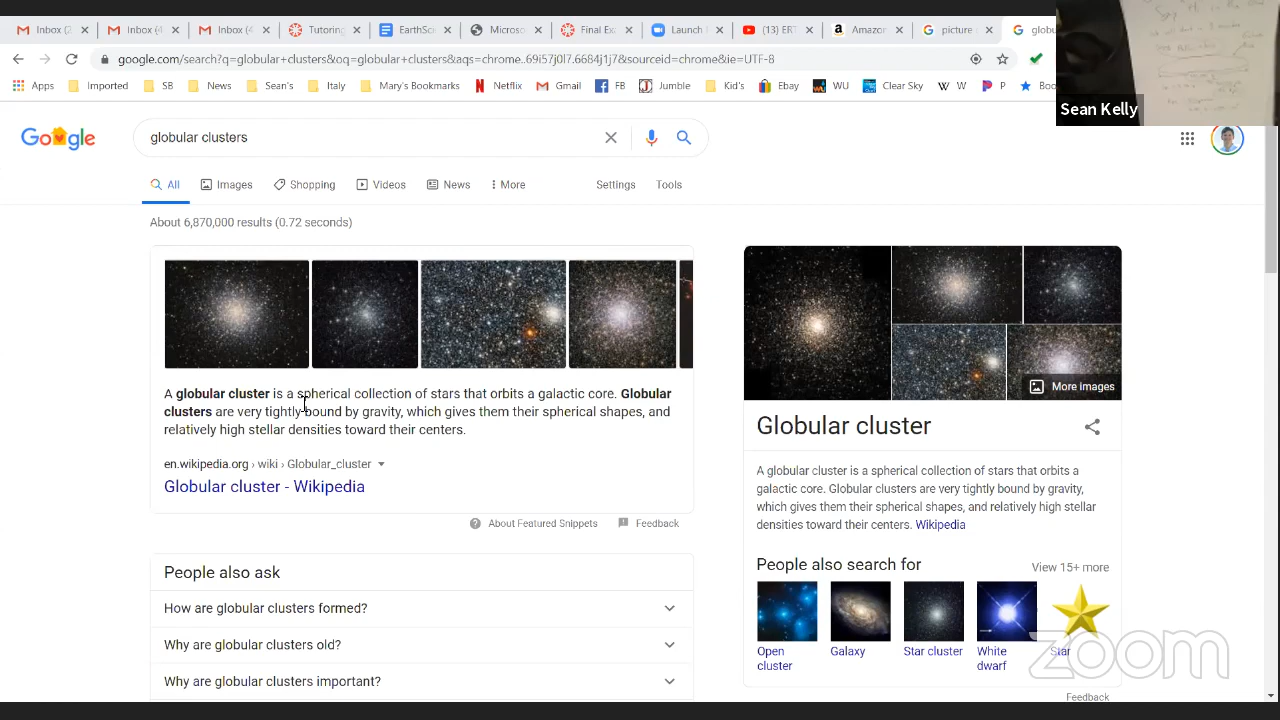 Inbox (2
Inbox (4
Inbox (4
Tutoring
EarthSci
Microso
Final Ex
Launch
(13) ERT
Amazon
picture
globu
google.com/search?q=globular+clusters&oq=globular+clusters&aqs=chrome..69i57j0l7.6684j1j7&sourceid=chrome&ie=UTF-8
Apps
Imported
SB
News
Sean's
Italy
Mary's Bookmarks
Netflix
Gmail
FB
Jumble
Kid's
Ebay
WU
Clear Sky
W
P
Boo
Sean Kelly
Google
globular clusters
All
Images
Shopping
Videos
News
More
Settings
Tools
About 6,870,000 results (0.72 seconds)
A globular cluster is a spherical collection of stars that orbits a galactic core. Globular
clusters are very tightly bound by gravity, which gives them their spherical shapes, and
relatively high stellar densities toward their centers.
en.wikipedia.org › wiki › Globular_cluster
Globular cluster - Wikipedia
About Featured Snippets
Feedback
People also ask
How are globular clusters formed?
Why are globular clusters old?
Why are globular clusters important?
More images
Globular cluster
A globular cluster is a spherical collection of stars that orbits a
galactic core. Globular clusters are very tightly bound by gravity,
which gives them their spherical shapes, and relatively high stellar
densities toward their centers. Wikipedia
People also search for
View 15+ more
Open
cluster
Galaxy
Star cluster
White
dwarf
Star
zoom
Feedback